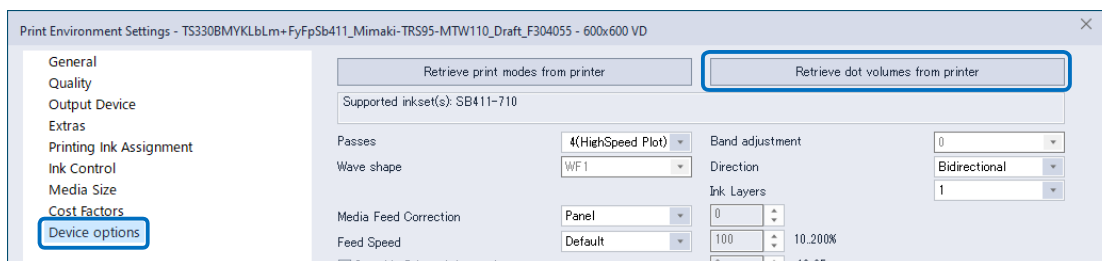 Print Environment Settings - TS330BMYKLbLm+FyFpSb411_Mimaki-TRS95-MTW110_Draft_F304055 - 600x600 VD
General
Quality
Output Device
Extras
Printing Ink Assignment
Ink Control
Media Size
Cost Factors
Device options
Retrieve print modes from printer
Retrieve dot volumes from printer
Supported inkset(s): SB411-710
Passes 4(HighSpeed Plot) Band adjustment 0
Wave shape WF1 Direction Bidirectional
Ink Layers 1
Media Feed Correction Panel 0
Feed Speed Default 100 10..200%